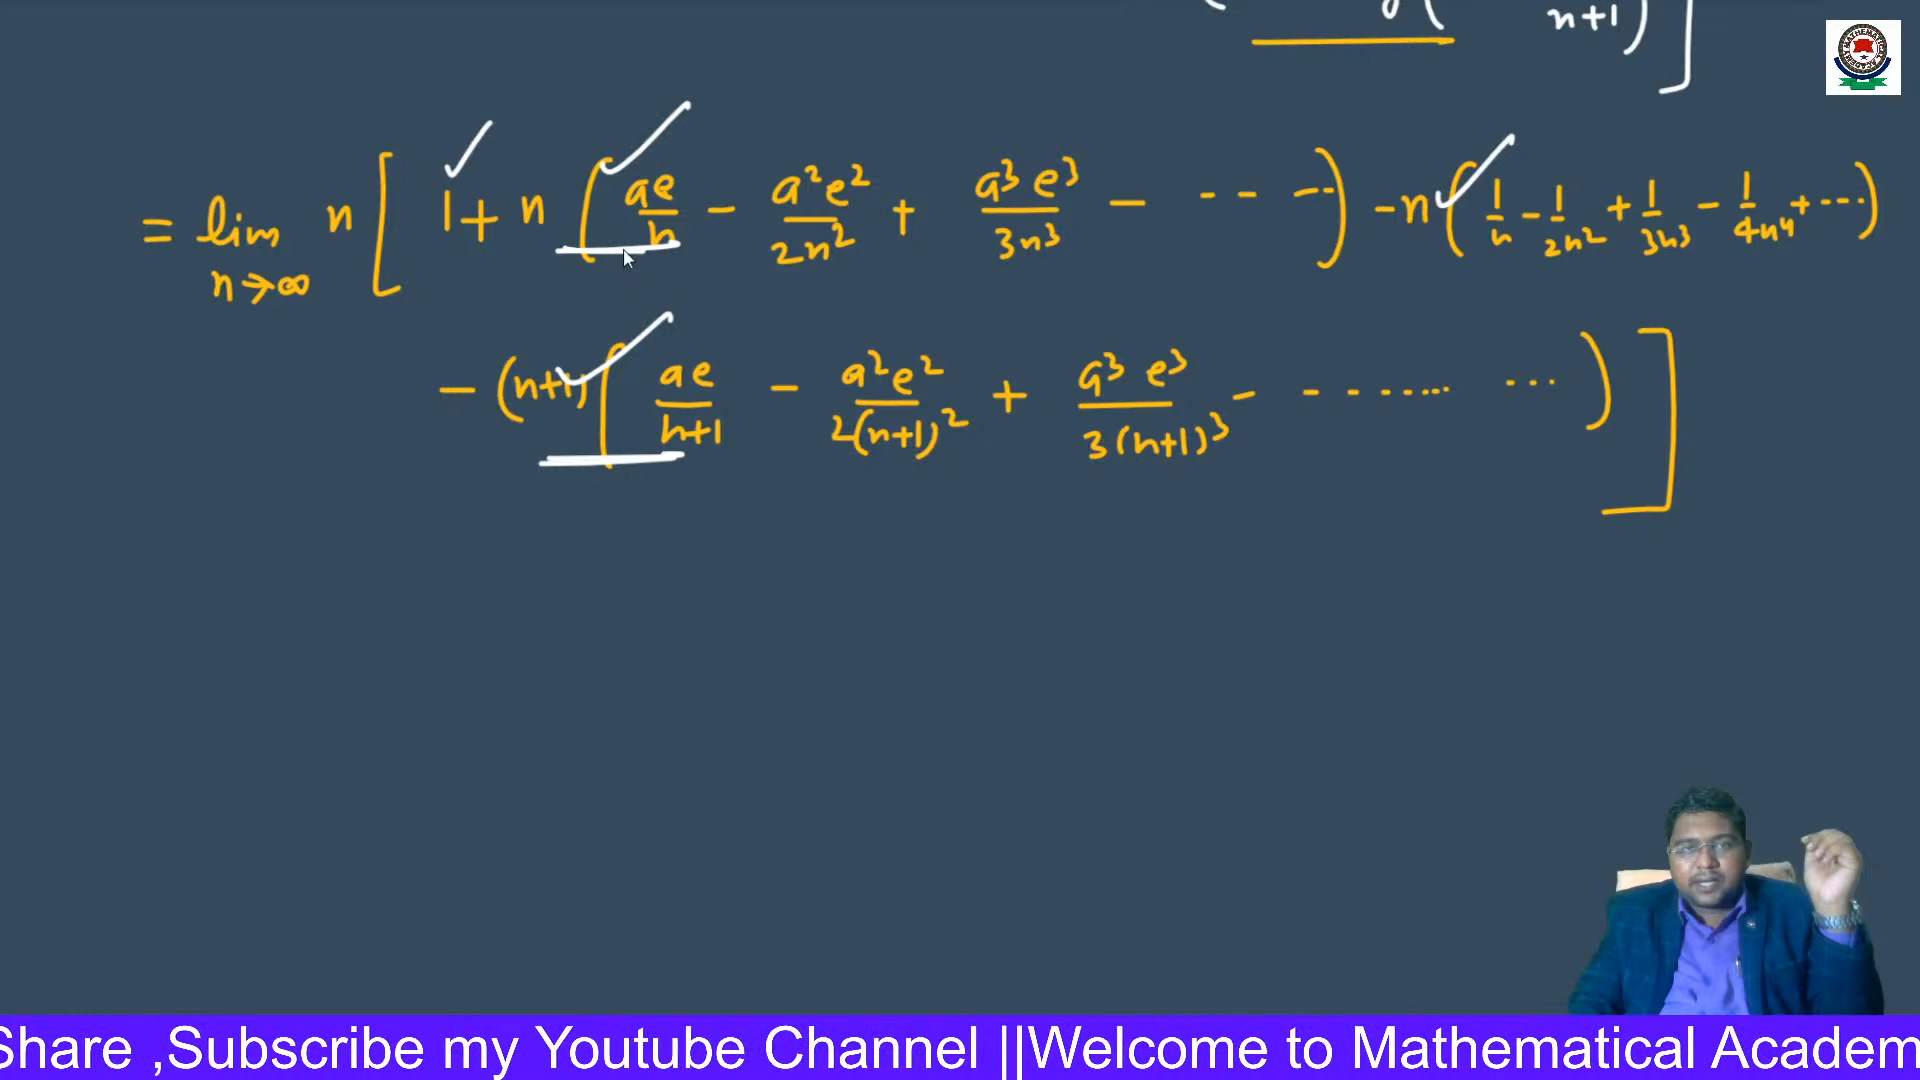 n+1)]
= lim n→∞ n [ 1 + n ( ae/n − a²e²/2n² + a³e³/3n³ − - - - - ) − n ( 1/n − 1/2n² + 1/3n³ − 1/4n⁴ + ... )
− (n+1) ( ae/n+1 − a²e²/2(n+1)² + a³e³/3(n+1)³ − - - - ..... ... ) ]
Share ,Subscribe my Youtube Channel ||Welcome to Mathematical Academ